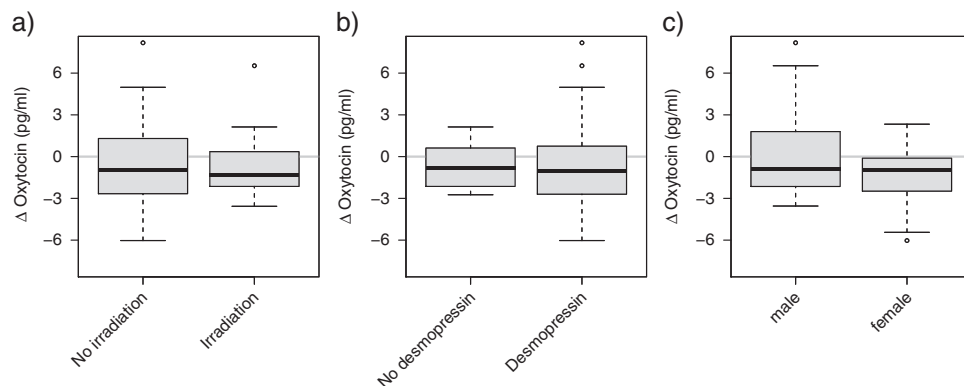 a)
Δ Oxytocin (pg/ml)
6
3
0
−3
−6
No irradiation
Irradiation
b)
Δ Oxytocin (pg/ml)
6
3
0
−3
−6
No desmopressin
Desmopressin
c)
Δ Oxytocin (pg/ml)
6
3
0
−3
−6
male
female